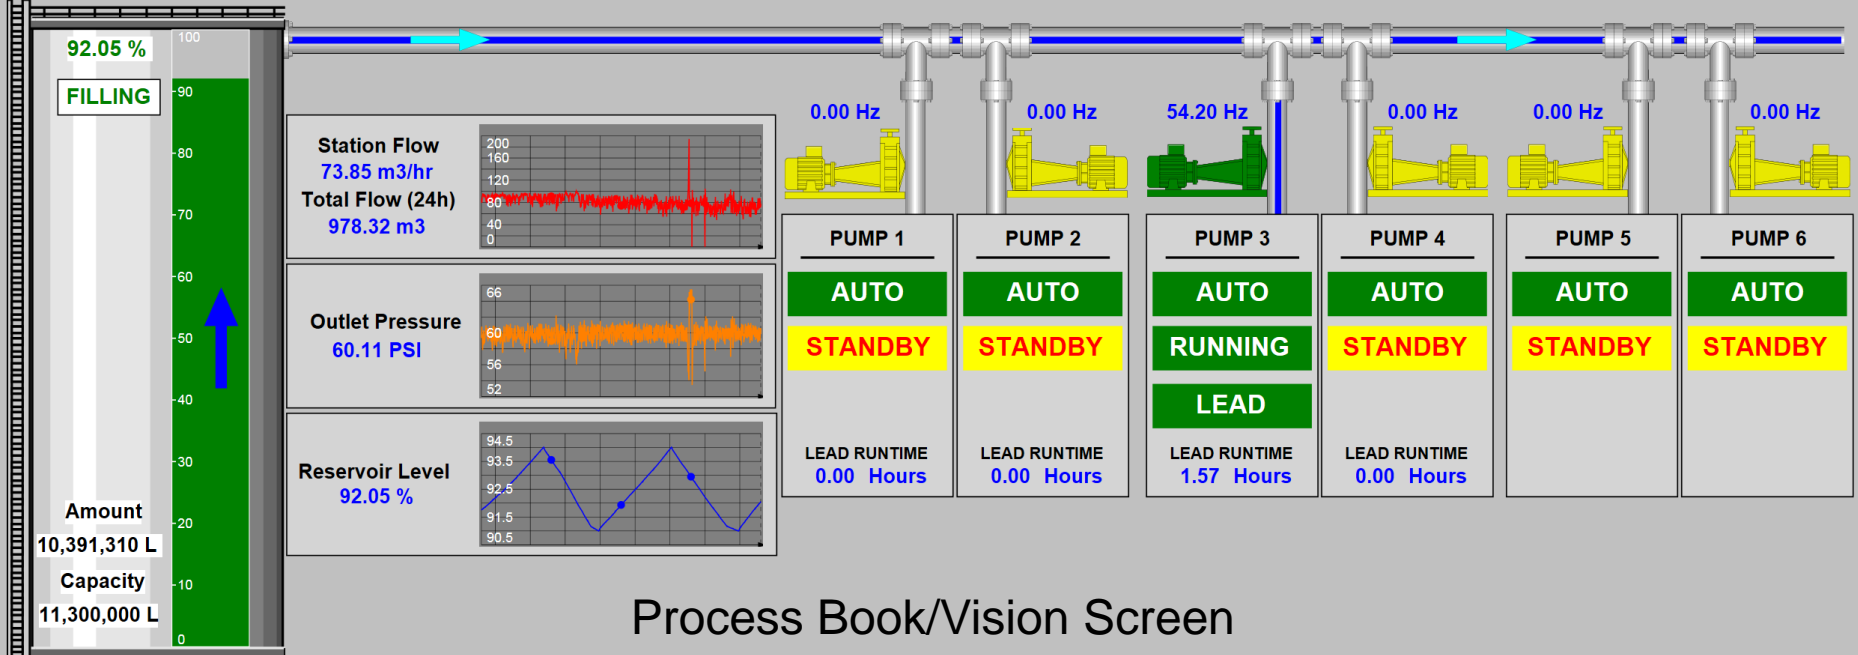 92.05 %
FILLING
100
90
80
70
60
50
40
30
20
10
0
Amount
10,391,310 L
Capacity
11,300,000 L
Station Flow
73.85 m3/hr
Total Flow (24h)
978.32 m3
200
160
120
80
40
0
Outlet Pressure
60.11 PSI
66
60
56
52
Reservoir Level
92.05 %
94.5
93.5
92.5
91.5
90.5
0.00 Hz
PUMP 1
AUTO
STANDBY
LEAD RUNTIME
0.00 Hours
0.00 Hz
PUMP 2
AUTO
STANDBY
LEAD RUNTIME
0.00 Hours
54.20 Hz
PUMP 3
AUTO
RUNNING
LEAD
LEAD RUNTIME
1.57 Hours
0.00 Hz
PUMP 4
AUTO
STANDBY
LEAD RUNTIME
0.00 Hours
0.00 Hz
PUMP 5
AUTO
STANDBY
0.00 Hz
PUMP 6
AUTO
STANDBY
Process Book/Vision Screen